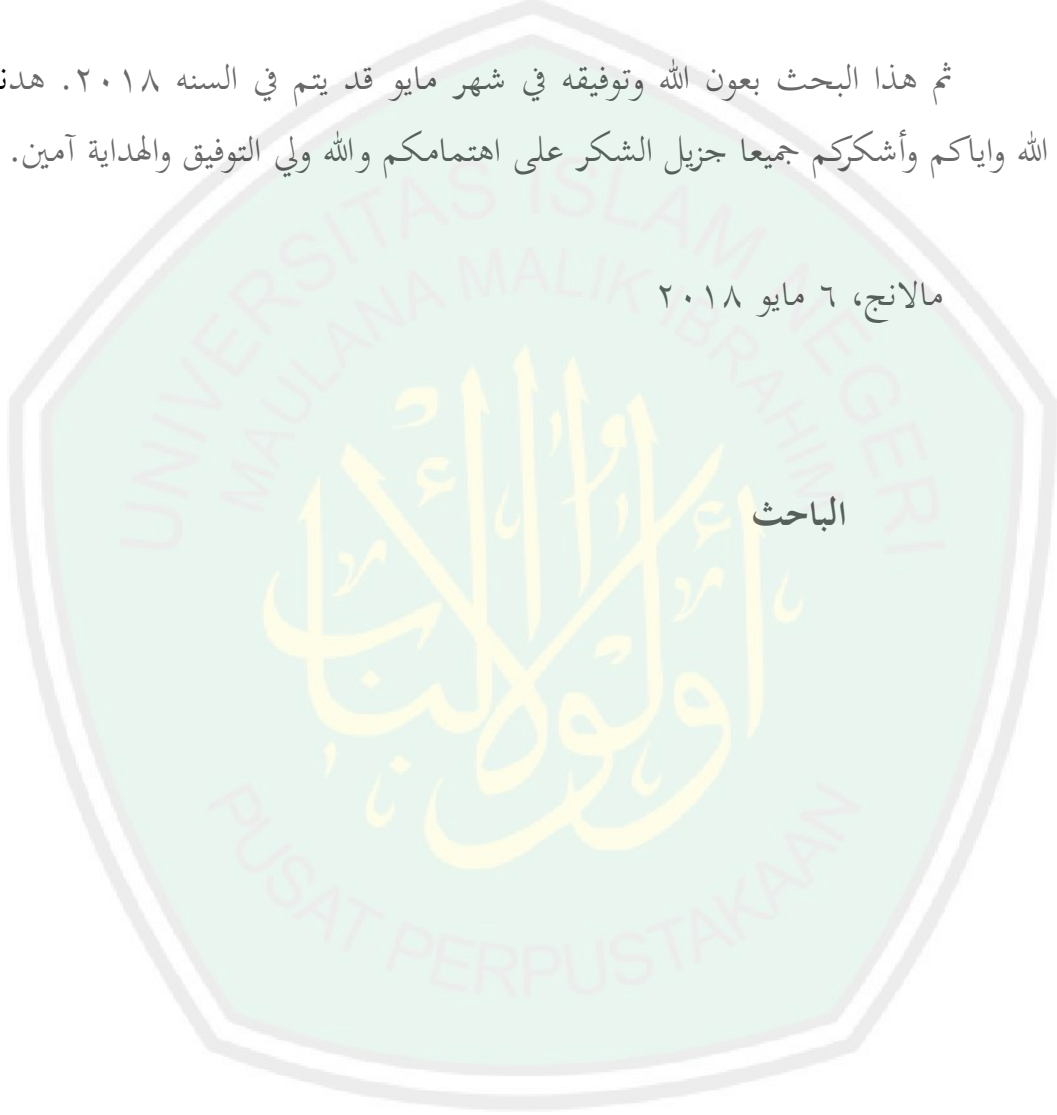 ثم هذا البحث بعون الله وتوفيقه في شهر مايو قد يتم في السنه ٢٠١٨.
الله واياكم وأشكركم جميعا جزيل الشكر على اهتمامكم والله ولي التوفيق والهداية آمين.
مالانج، ٦ مايو ٢٠١٨
الباحث
UNIVERSITAS ISLAM NEGERI
MAULANA MALIK IBRAHIM
أولوا الألباب
PUSAT PERPUSTAKAAN